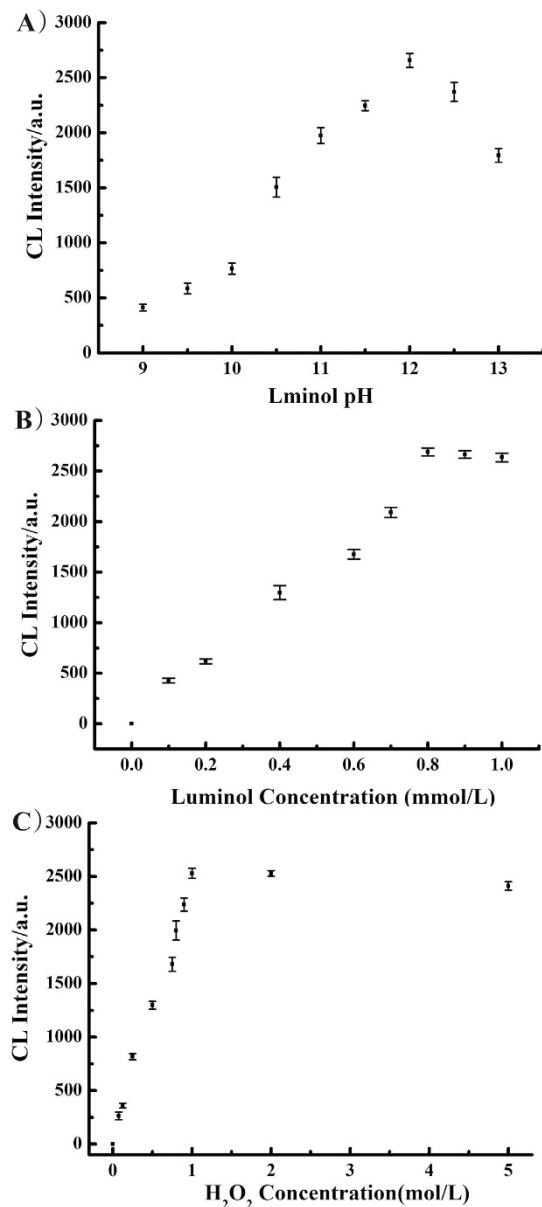 A)
3000
2500
2000
1500
1000
500
0
CL Intensity/a.u.
9 10 11 12 13
Lminol pH
B)
3000
2500
2000
1500
1000
500
0
CL Intensity/a.u.
0.0 0.2 0.4 0.6 0.8 1.0
Luminol Concentration (mmol/L)
C)
3000
2500
2000
1500
1000
500
0
CL Intensity/a.u.
0 1 2 3 4 5
H₂O₂ Concentration(mol/L)